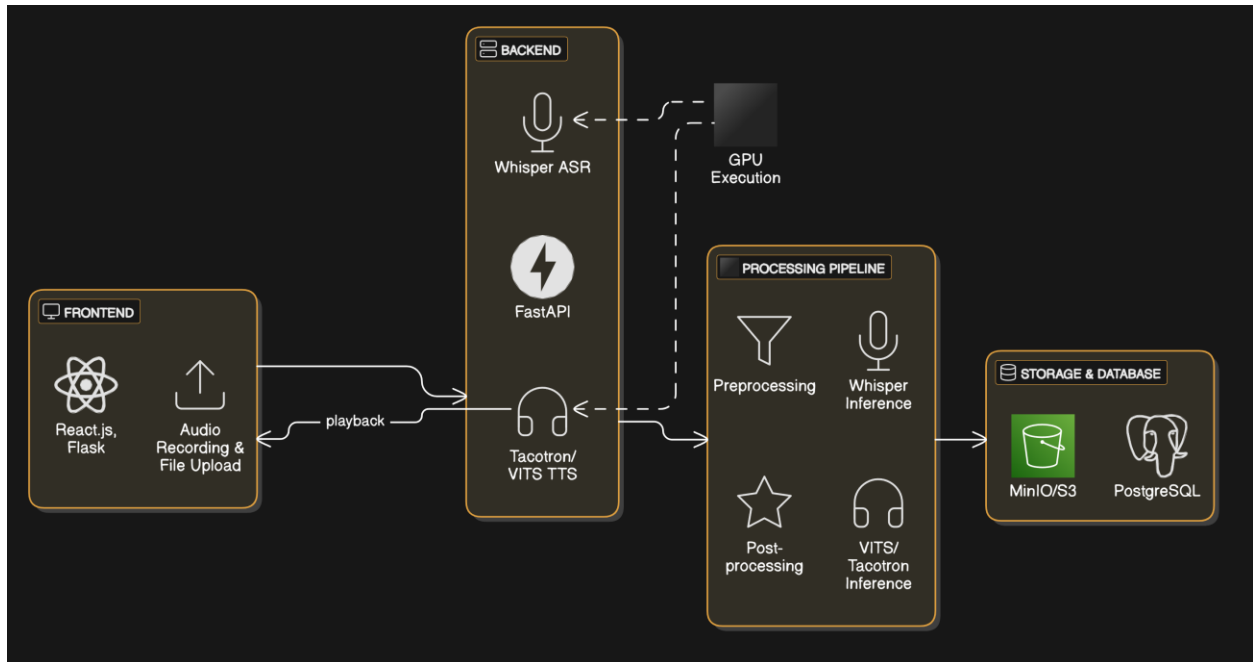 BACKEND
Whisper ASR
FastAPI
Tacotron/
VITS TTS
GPU
Execution
FRONTEND
React.js,
Flask
Audio
Recording &
File Upload
playback
PROCESSING PIPELINE
Preprocessing
Whisper
Inference
Post-
processing
VITS/
Tacotron
Inference
STORAGE & DATABASE
MinIO/S3
PostgreSQL